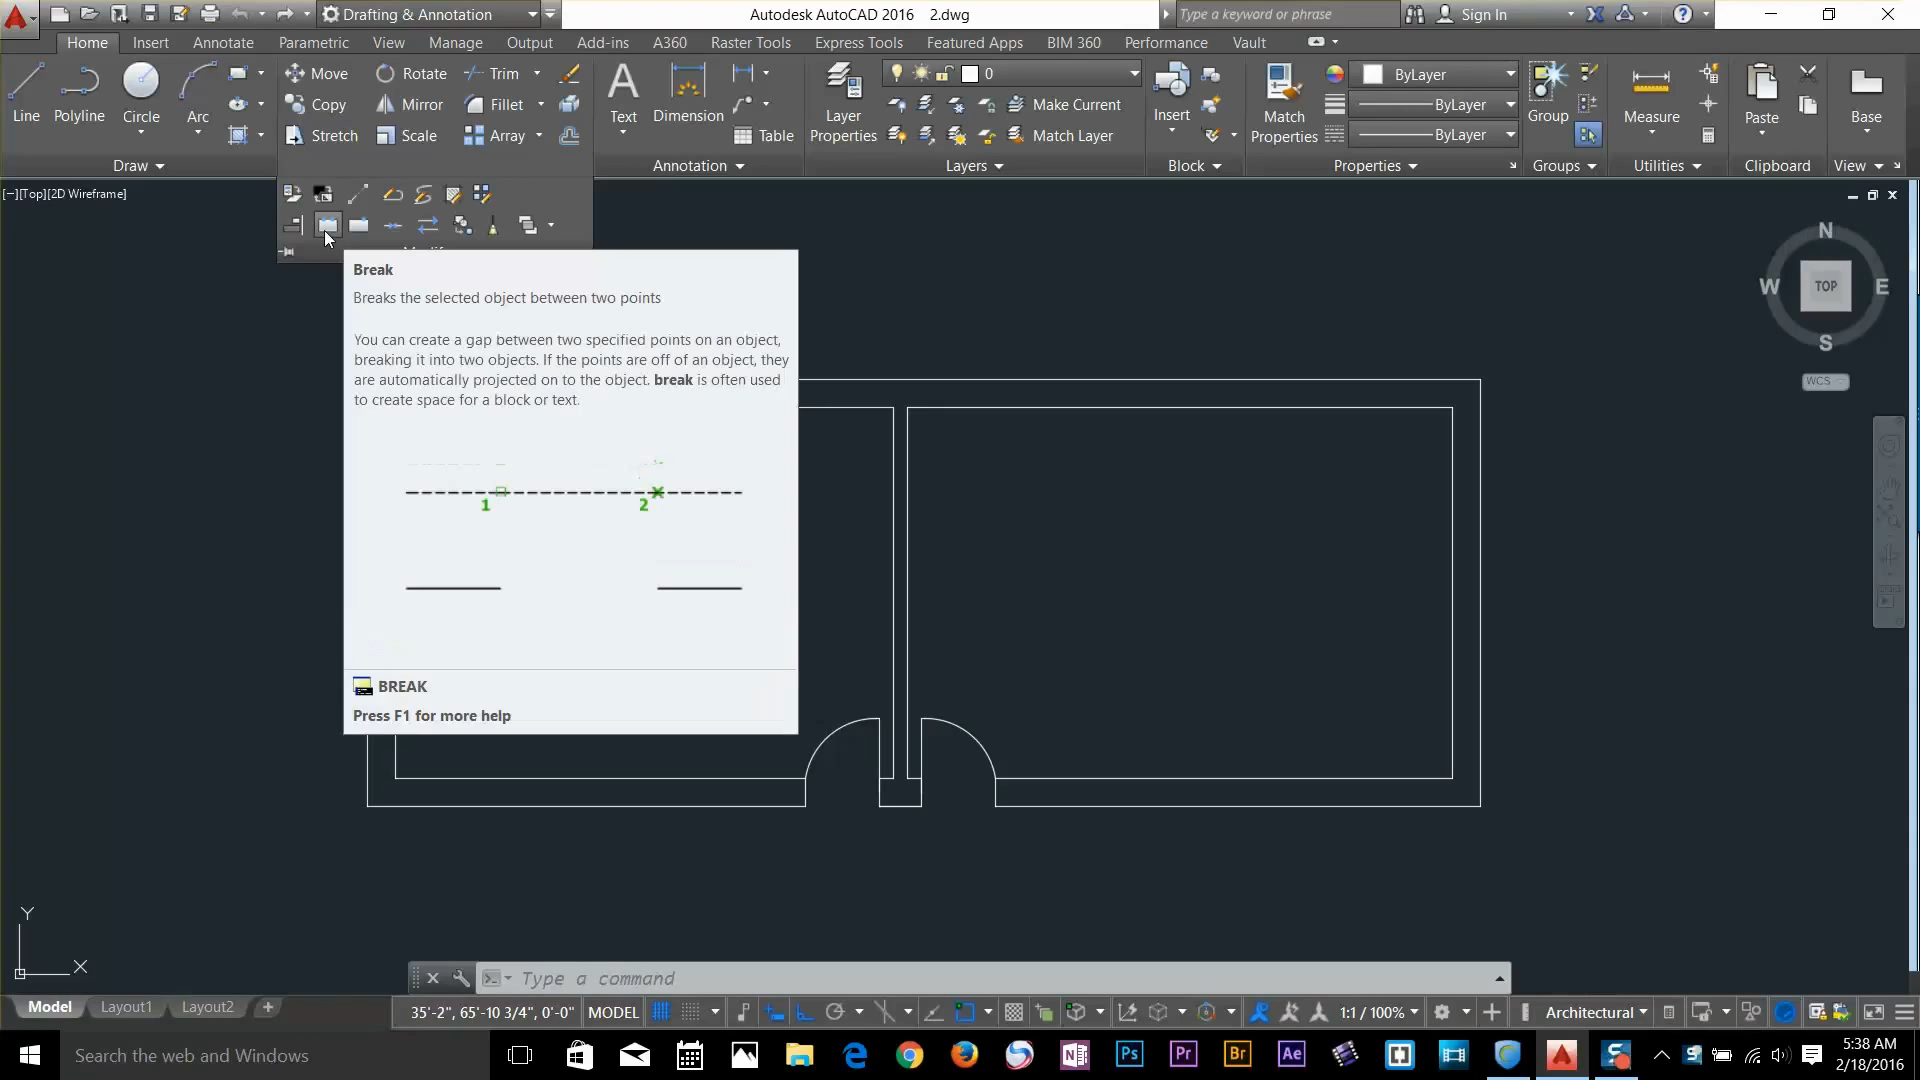 Drafting & Annotation
Autodesk AutoCAD 2016 2.dwg
Type a keyword or phrase
Sign In
Home Insert Annotate Parametric View Manage Output Add-ins A360 Raster Tools Express Tools Featured Apps BIM 360 Performance Vault
Line Polyline Circle Arc
Move Rotate Trim
Copy Mirror Fillet
Stretch Scale Array
Text Dimension Table
Layer Properties
0
Make Current
Match Layer
Insert
Match Properties
ByLayer
ByLayer
ByLayer
Group Measure Paste Base
Draw Annotation Layers Block Properties Groups Utilities Clipboard View
[−][Top][2D Wireframe]
Break
Breaks the selected object between two points
You can create a gap between two specified points on an object,
breaking it into two objects. If the points are off of an object, they
are automatically projected on to the object. break is often used
to create space for a block or text.
1 2
BREAK
Press F1 for more help
N
W TOP E
S
WCS
Y
X
Type a command
Model Layout1 Layout2 +
35'-2", 65'-10 3/4", 0'-0" MODEL 1:1 / 100% Architectural
Search the web and Windows
Ps Pr Br Ae
5:38 AM
2/18/2016